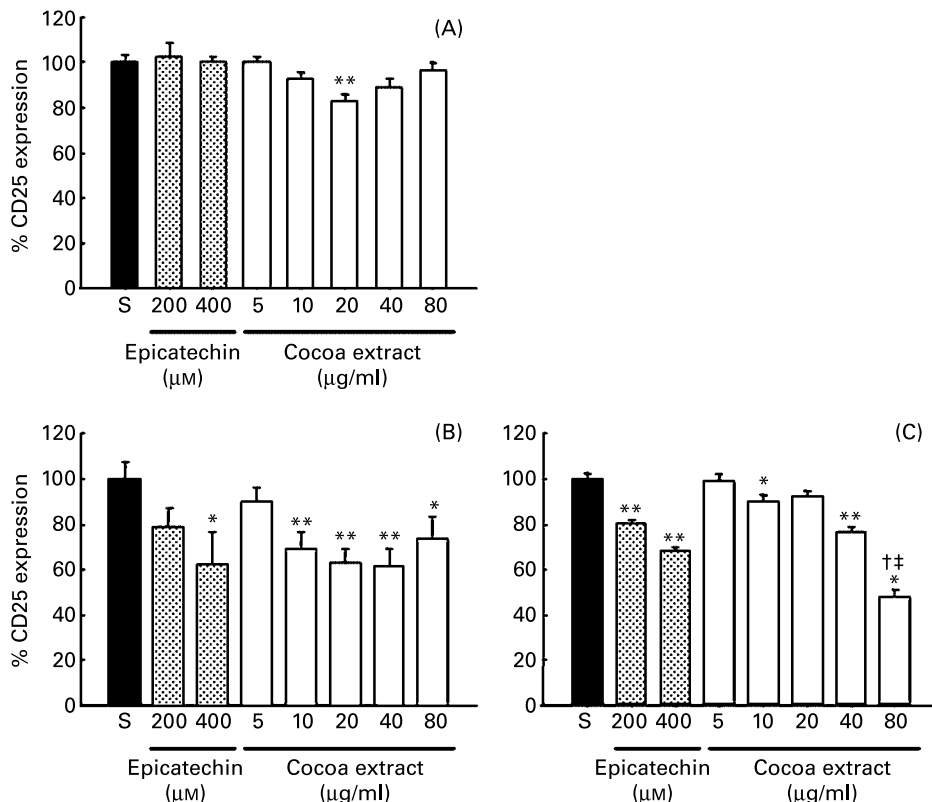 (A)
120
100
80
60
40
20
0
% CD25 expression
**
S 200 400 5 10 20 40 80
Epicatechin Cocoa extract
(μM) (μg/ml)
(B)
120
100
80
60
40
20
0
% CD25 expression
* ** ** ** *
S 200 400 5 10 20 40 80
Epicatechin Cocoa extract
(μM) (μg/ml)
(C)
120
100
80
60
40
20
0
% CD25 expression
** ** * ** †‡
*
S 200 400 5 10 20 40 80
Epicatechin Cocoa extract
(μM) (μg/ml)